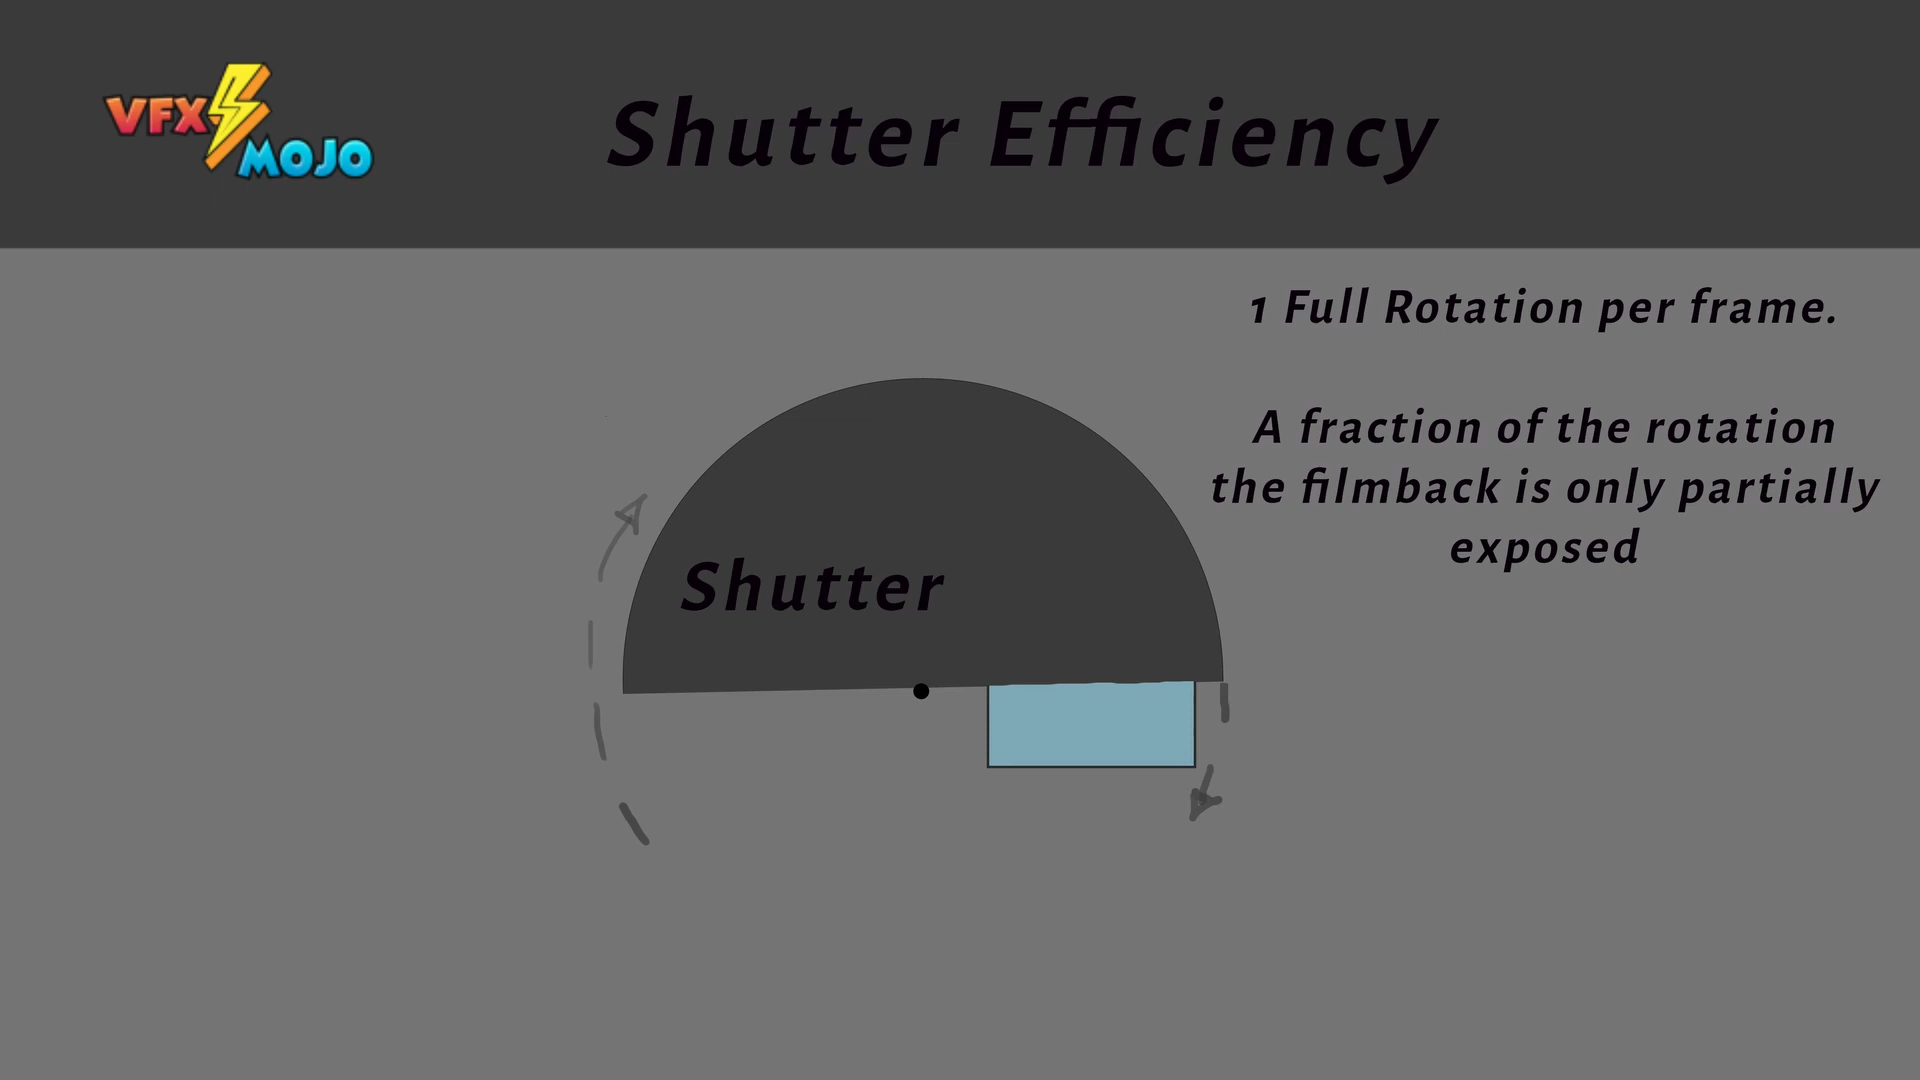 VFX
MOJO
Shutter Efficiency
1 Full Rotation per frame.
A fraction of the rotation
the filmback is only partially
exposed
Shutter